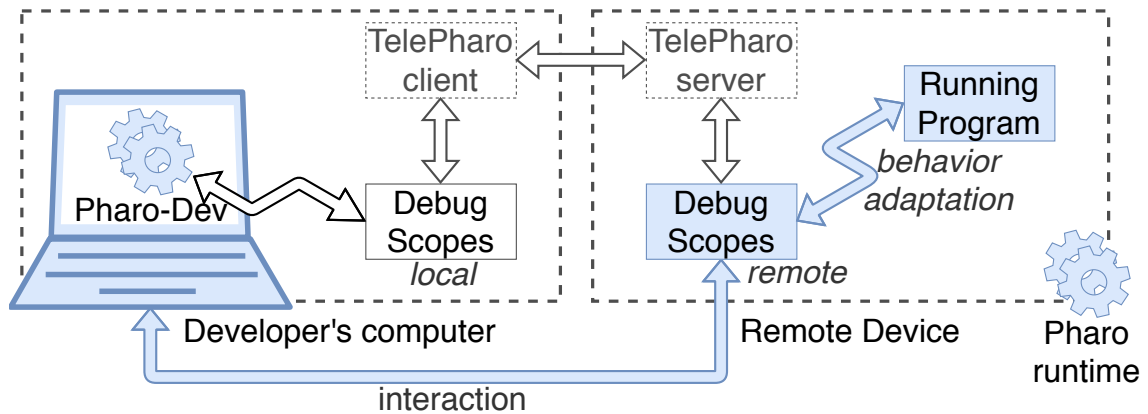 TelePharo
client
TelePharo
server
Running
Program
behavior
adaptation
Pharo-Dev
Debug
Scopes
local
Debug
Scopes
remote
Developer's computer
Remote Device
Pharo
runtime
interaction